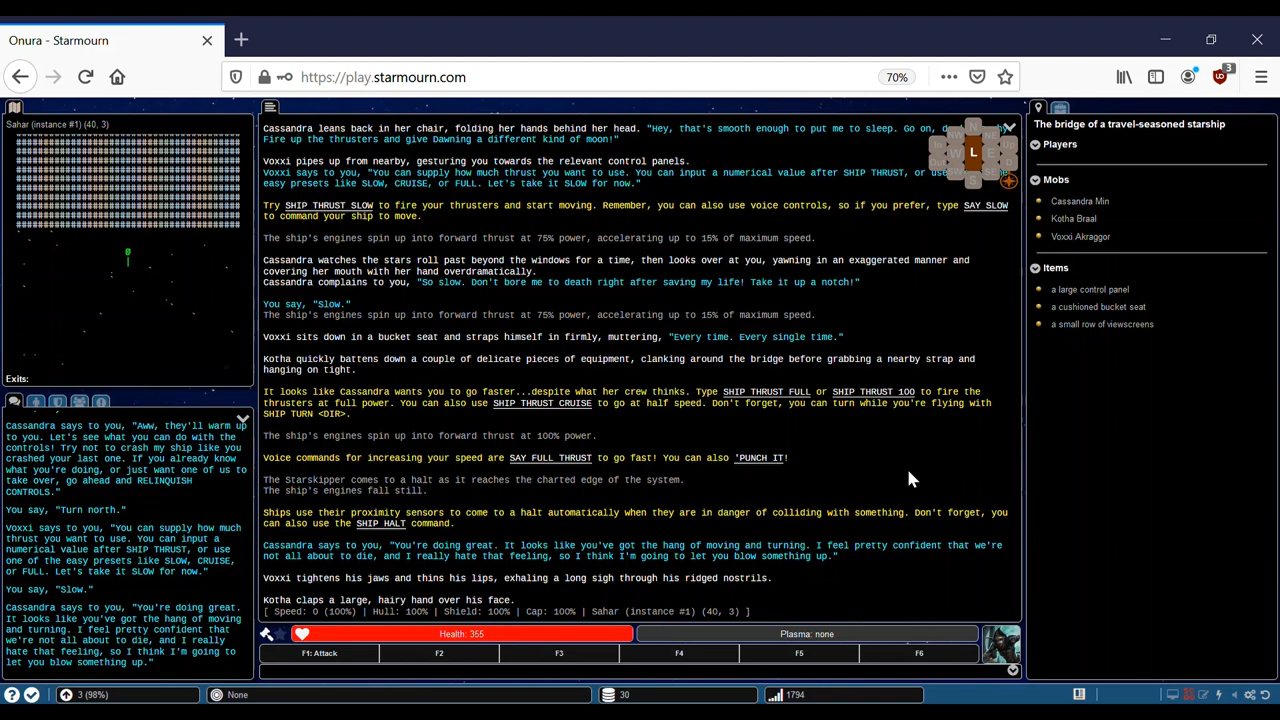 Onura - Starmourn
https://play.starmourn.com
70%
3
Sahar (instance #1) (40, 3)
@
Exits:
Cassandra says to you, "Aww, they'll warm up
to you. Let's see what you can do with the
controls! Try not to crash my ship like you
crashed your last one. If you already know
what you're doing, or just want one of us to
take over, go ahead and RELINQUISH
CONTROLS."
You say, "Turn north."
Voxxi says to you, "You can supply how much
thrust you want to use. You can input a
numerical value after SHIP THRUST, or use
one of the easy presets like SLOW, CRUISE,
or FULL. Let's take it SLOW for now."
You say, "Slow."
Cassandra says to you, "You're doing great.
It looks like you've got the hang of moving
and turning. I feel pretty confident that
we're not all about to die, and I really
hate that feeling, so I think I'm going to
let you blow something up."
Cassandra leans back in her chair, folding her hands behind her head. "Hey, that's smooth enough to put me to sleep. Go on,
Fire up the thrusters and give Dawning a different kind of moon!"
Voxxi pipes up from nearby, gesturing you towards the relevant control panels.
Voxxi says to you, "You can supply how much thrust you want to use. You can input a numerical value after SHIP THRUST, or use
easy presets like SLOW, CRUISE, or FULL. Let's take it SLOW for now."
Try SHIP THRUST SLOW to fire your thrusters and start moving. Remember, you can also use voice controls, so if you prefer, type SAY SLOW
to command your ship to move.
The ship's engines spin up into forward thrust at 75% power, accelerating up to 15% of maximum speed.
Cassandra watches the stars roll past beyond the windows for a time, then looks over at you, yawning in an exaggerated manner and
covering her mouth with her hand overdramatically.
Cassandra complains to you, "So slow. Don't bore me to death right after saving my life! Take it up a notch!"
You say, "Slow."
The ship's engines spin up into forward thrust at 75% power, accelerating up to 15% of maximum speed.
Voxxi sits down in a bucket seat and straps himself in firmly, muttering, "Every time. Every single time."
Kotha quickly battens down a couple of delicate pieces of equipment, clanking around the bridge before grabbing a nearby strap and
hanging on tight.
It looks like Cassandra wants you to go faster...despite what her crew thinks. Type SHIP THRUST FULL or SHIP THRUST 100 to fire the
thrusters at full power. You can also use SHIP THRUST CRUISE to go at half speed. Don't forget, you can turn while you're flying with
SHIP TURN <DIR>.
The ship's engines spin up into forward thrust at 100% power.
Voice commands for increasing your speed are SAY FULL THRUST to go fast! You can also 'PUNCH IT!
The Starskipper comes to a halt as it reaches the charted edge of the system.
The ship's engines fall still.
Ships use their proximity sensors to come to a halt automatically when they are in danger of colliding with something. Don't forget, you
can also use the SHIP HALT command.
Cassandra says to you, "You're doing great. It looks like you've got the hang of moving and turning. I feel pretty confident that we're
not all about to die, and I really hate that feeling, so I think I'm going to let you blow something up."
Voxxi tightens his jaws and thins his lips, exhaling a long sigh through his ridged nostrils.
Kotha claps a large, hairy hand over his face.
[ Speed: 0 (100%) | Hull: 100% | Shield: 100% | Cap: 100% | Sahar (instance #1) (40, 3) ]
N
NW
NE
In
W
L
E
Up
Out
SW
S
SE
Health: 355
Plasma: none
F1: Attack
F2
F3
F4
F5
F6
The bridge of a travel-seasoned starship
Players
Mobs
Cassandra Min
Kotha Braal
Voxxi Akraggor
Items
a large control panel
a cushioned bucket seat
a small row of viewscreens
3 (98%)
None
30
1794